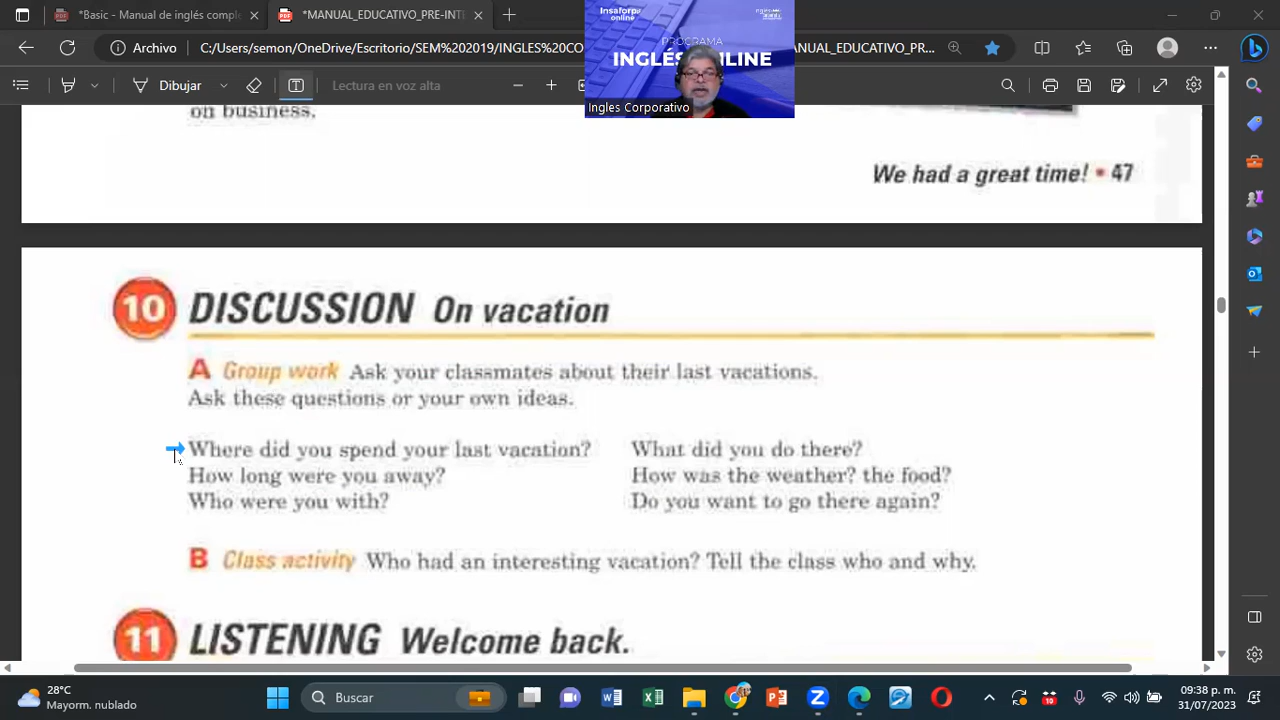 Basic - Manual de inglés comple
*MANUAL_EDUCATIVO_PRE-INT
Archivo
C:/Users/semon/OneDrive/Escritorio/SEM%202019/INGLES%20CO
ANUAL_EDUCATIVO_PR...
Insaforp
online
PROGRAMA
INGLÉS ONLINE
Ingles Corporativo
Dibujar
Lectura en voz alta
on business.
We had a great time! • 47
10 DISCUSSION On vacation
A Group work Ask your classmates about their last vacations.
Ask these questions or your own ideas.
Where did you spend your last vacation?
How long were you away?
Who were you with?
What did you do there?
How was the weather? the food?
Do you want to go there again?
B Class activity Who had an interesting vacation? Tell the class who and why.
11 LISTENING Welcome back.
28°C
Mayorm. nublado
Buscar
10
09:38 p. m.
31/07/2023